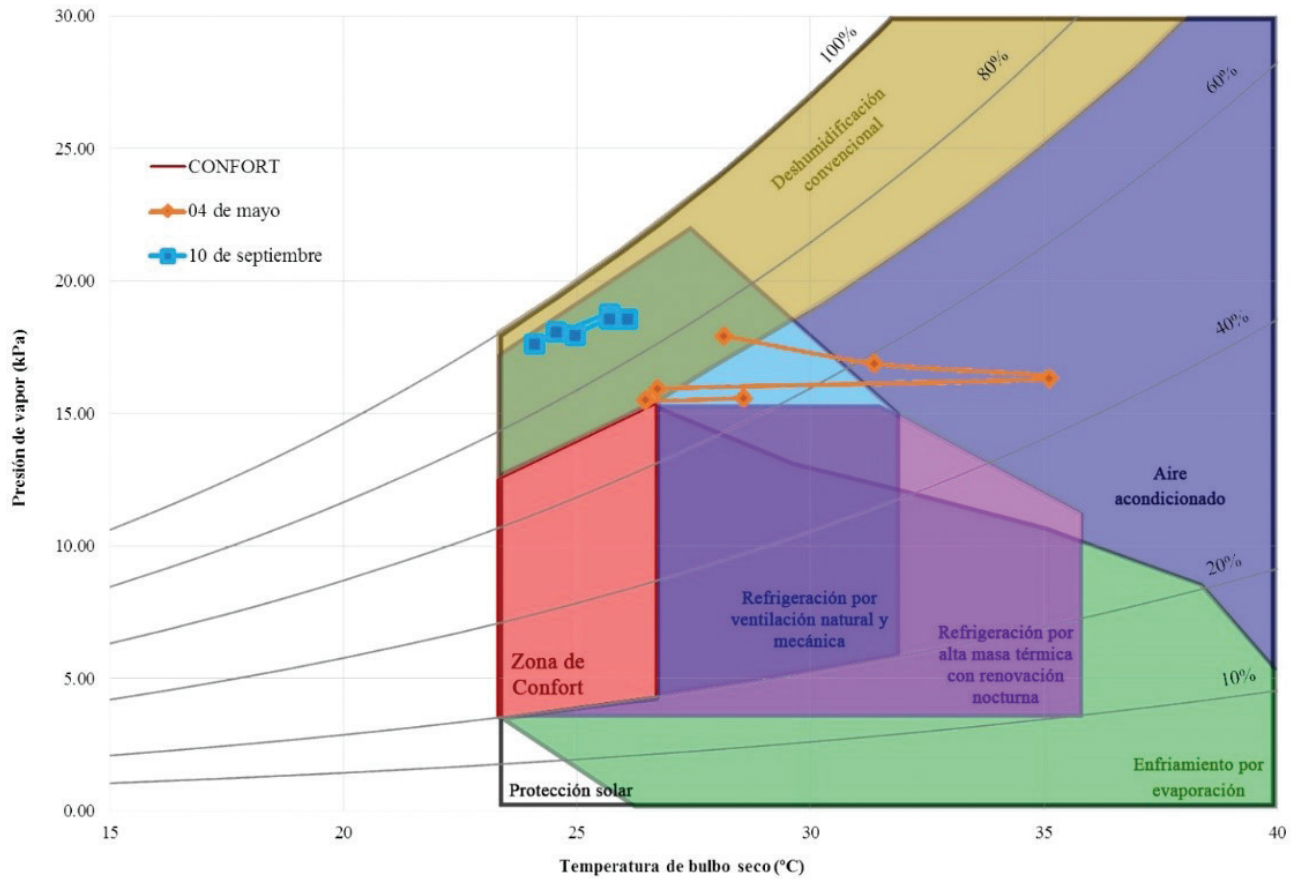 30.00
25.00
20.00
15.00
10.00
5.00
0.00
Presión de vapor (kPa)
CONFORT
04 de mayo
10 de septiembre
100%
80%
60%
40%
20%
10%
Deshumidificación
convencional
Aire
acondicionado
Refrigeración por
ventilación natural y
mecánica
Refrigeración por
alta masa térmica
con renovación
nocturna
Zona de
Confort
Protección solar
Enfriamiento por
evaporación
15
20
25
30
35
40
Temperatura de bulbo seco (ºC)